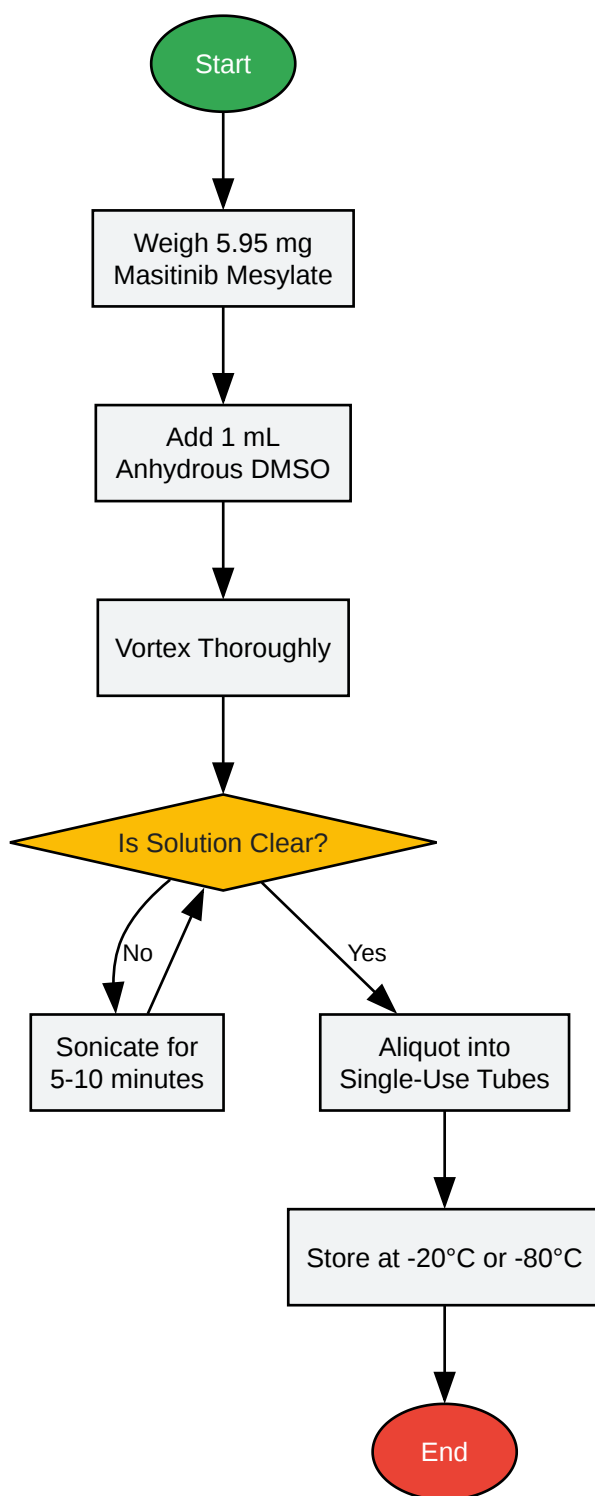 Start
Weigh 5.95 mg
Masitinib Mesylate
Add 1 mL
Anhydrous DMSO
Vortex Thoroughly
Is Solution Clear?
No
Yes
Sonicate for
5-10 minutes
Aliquot into
Single-Use Tubes
Store at -20°C or -80°C
End